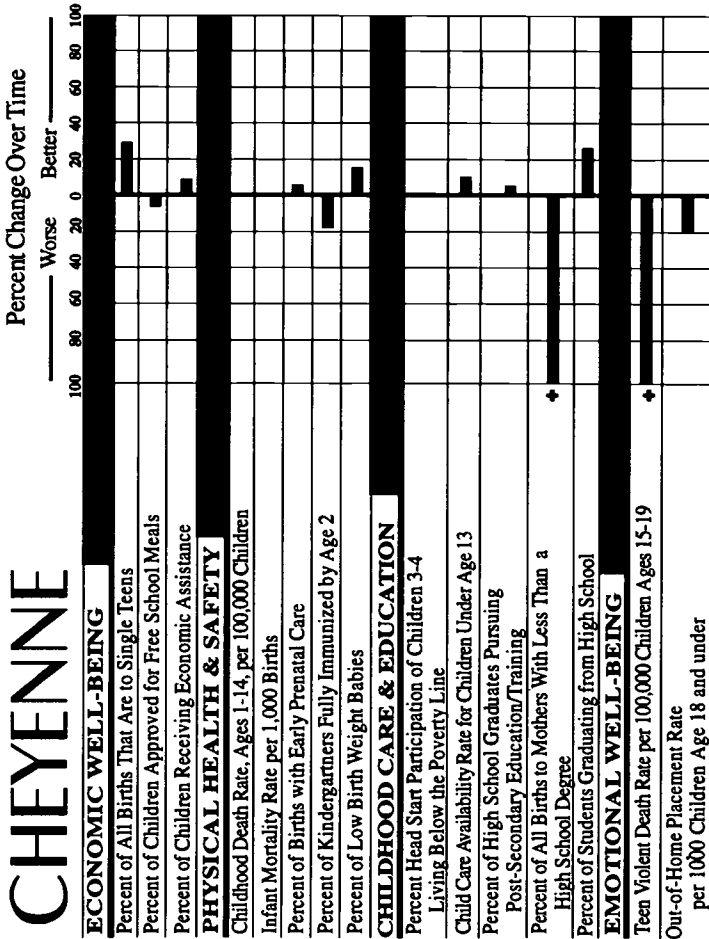 CHEYENNE
Percent Change Over Time
Worse Better
100 80 60 40 20 0 20 40 60 80 100
ECONOMIC WELL-BEING
Percent of All Births That Are to Single Teens
Percent of Children Approved for Free School Meals
Percent of Children Receiving Economic Assistance
PHYSICAL HEALTH & SAFETY
Childhood Death Rate, Ages 1-14, per 100,000 Children
Infant Mortality Rate per 1,000 Births
Percent of Births with Early Prenatal Care
Percent of Kindergartners Fully Immunized by Age 2
Percent of Low Birth Weight Babies
CHILDHOOD CARE & EDUCATION
Percent Head Start Participation of Children 3-4
Living Below the Poverty Line
Child Care Availability Rate for Children Under Age 13
Percent of High School Graduates Pursuing
Post-Secondary Education/Training
Percent of All Births to Mothers With Less Than a
High School Degree
+
Percent of Students Graduating from High School
EMOTIONAL WELL-BEING
Teen Violent Death Rate per 100,000 Children Ages 15-19
+
Out-of-Home Placement Rate
per 1000 Children Age 18 and under